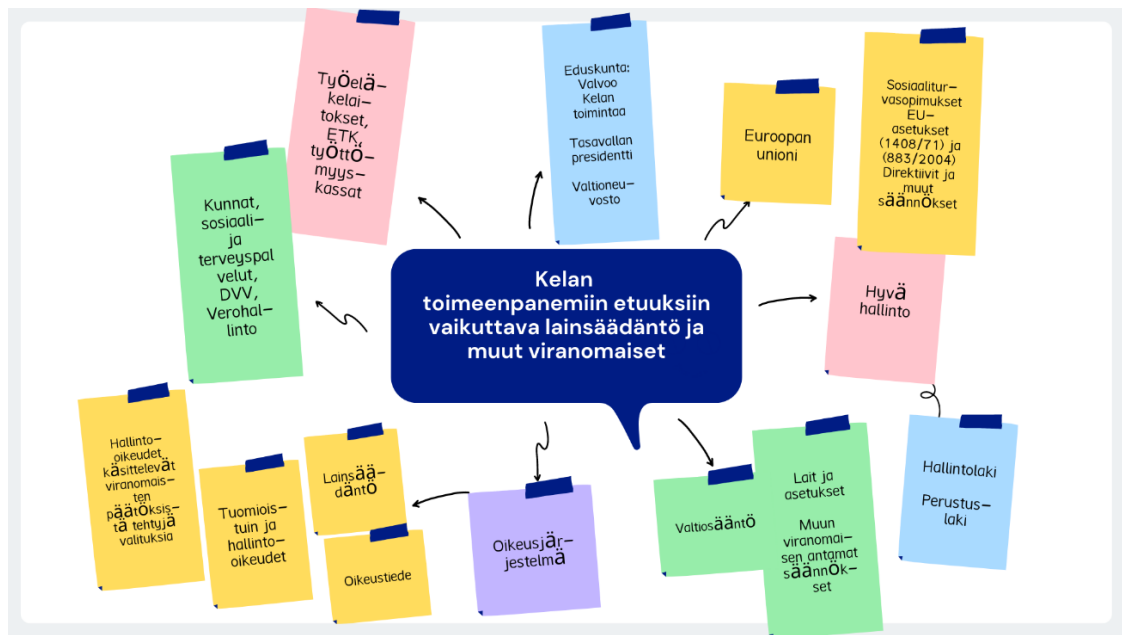 Työelä-
kelai-
tokset,
ETK,
työttö-
myys-
kassat
Eduskunta:
Valvoo
Kelan
toimintaa
Tasavallan
presidentti
Valtioneu-
vosto
Euroopan
unioni
Sosiaalitur-
vasopimukset
EU-
asetukset
(1408/71) ja
(883/2004)
Direktiivit ja
muut
säännökset
Kunnat,
sosiaali-
ja
terveyspal
velut,
DVV,
Verohal-
linto
Kelan
toimeenpanemiin etuuksiin
vaikuttava lainsäädäntö ja
muut viranomaiset
Hyvä
hallinto
Hallinto-
oikeudet
käsittelevät
viranomais-
ten
päätöksis-
tä tehtyjä
valituksia
Tuomiois-
tuin ja
hallinto-
oikeudet
Lainsää-
däntö
Oikeustiede
Oikeusjär-
jestelmä
Valtiosääntö
Lait ja
asetukset
Muun
viranomai-
sen antamat
säännök-
set
Hallintolaki
Perustus-
laki